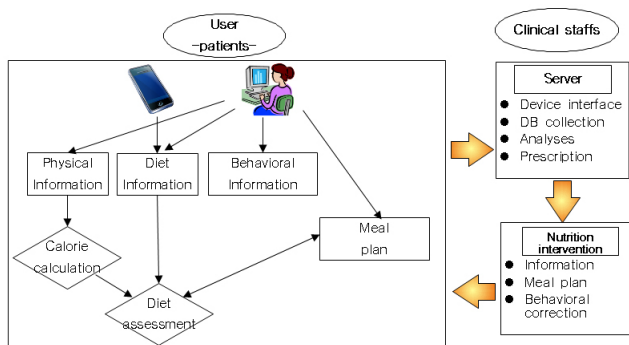 User
-patients-
Clinical staffs
Server
● Device interface
● DB collection
● Analyses
● Prescription
Physical
Information
Diet
Information
Behavioral
Information
Meal
plan
Calorie
calculation
Diet
assessment
Nutrition
intervention
● Information
● Meal plan
● Behavioral
correction